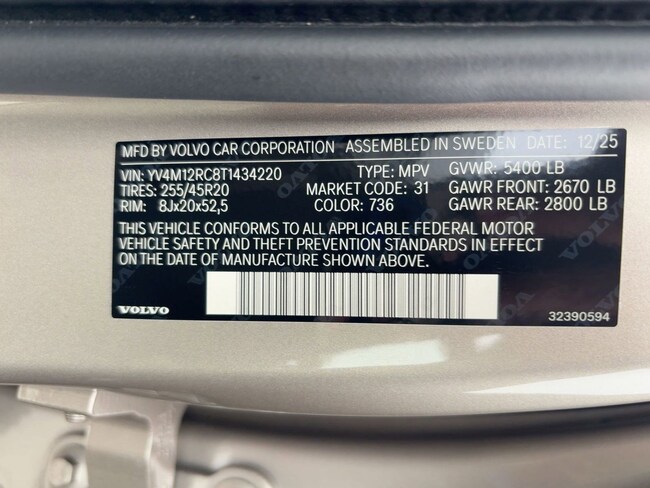 MFD BY VOLVO CAR CORPORATION ASSEMBLED IN SWEDEN DATE: 12/25
VIN: YV4M12RC8T1434220 TYPE: MPV GVWR: 5400 LB
TIRES: 255/45R20 MARKET CODE: 31 GAWR FRONT: 2670 LB
RIM: 8Jx20x52,5 COLOR: 736 GAWR REAR: 2800 LB
THIS VEHICLE CONFORMS TO ALL APPLICABLE FEDERAL MOTOR
VEHICLE SAFETY AND THEFT PREVENTION STANDARDS IN EFFECT
ON THE DATE OF MANUFACTURE SHOWN ABOVE.
VOLVO 32390594